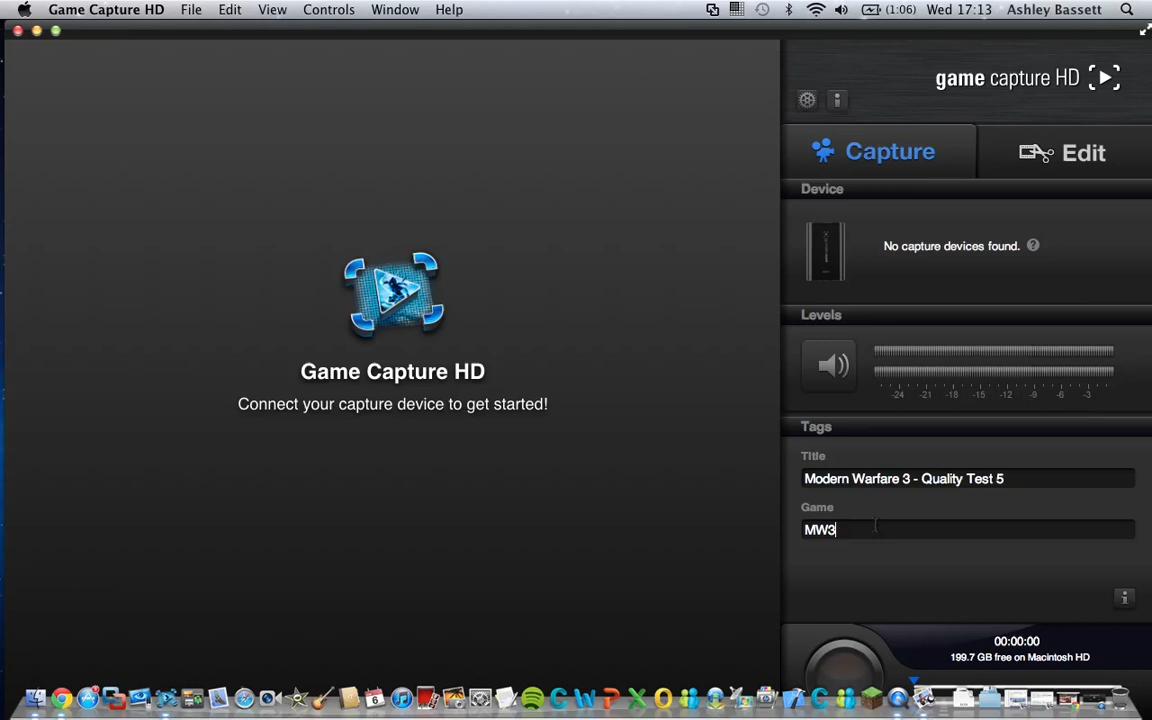 Game Capture HD File Edit View Controls Window Help (1:06) Wed 17:13 Ashley Bassett
game capture HD
Capture Edit
Device
No capture devices found. ?
Levels
-24 -21 -18 -15 -12 -9 -6 -3
Game Capture HD
Connect your capture device to get started!
Tags
Title
Modern Warfare 3 - Quality Test 5
Game
MW3
00:00:00
199.7 GB free on Macintosh HD